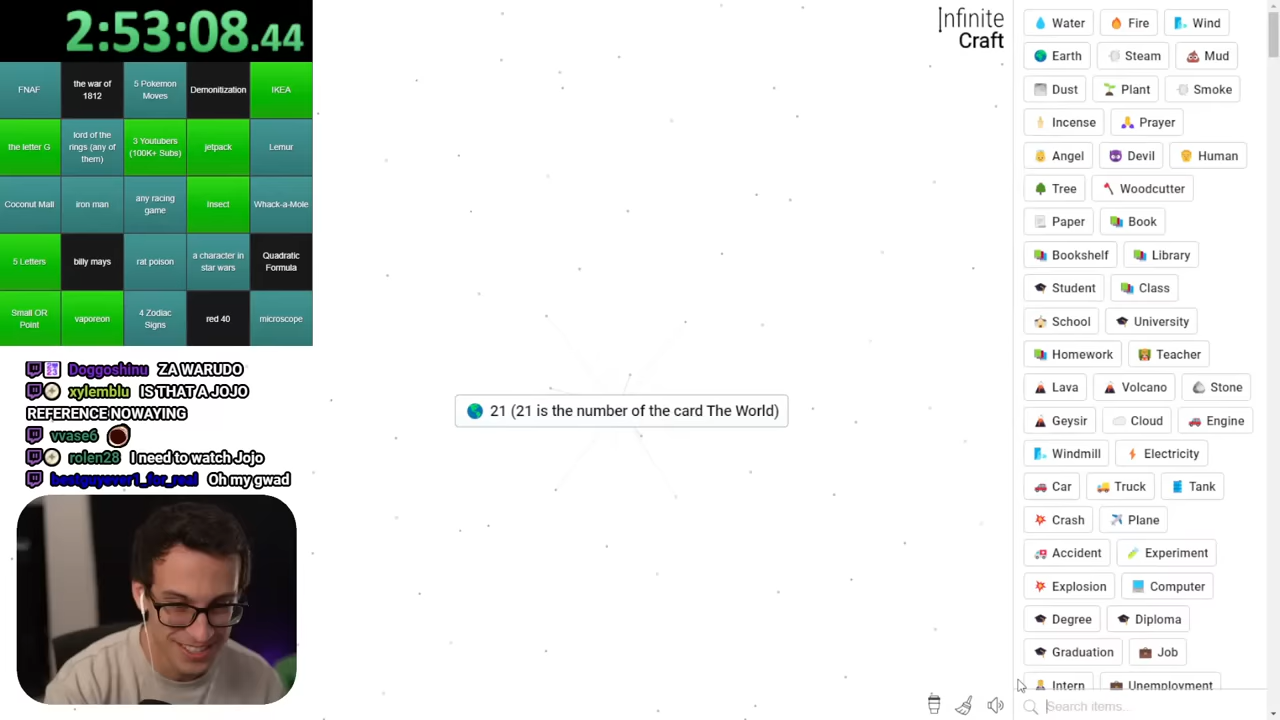 2:53:08.44
FNAF
the war of
1812
5 Pokemon
Moves
Demonitization
IKEA
the letter G
lord of the
rings (any of
them)
3 Youtubers
(100K+ Subs)
jetpack
Lemur
Coconut Mall
iron man
any racing
game
Insect
Whack-a-Mole
5 Letters
billy mays
rat poison
a character in
star wars
Quadratic
Formula
Small OR
Point
vaporeon
4 Zodiac
Signs
red 40
microscope
Doggoshinu ZA WARUDO
xylemblu IS THAT A JOJO
REFERENCE NOWAYING
vvase6
rolen28 I need to watch Jojo
bestguyever1_for_real Oh my gwad
Infinite
Craft
21 (21 is the number of the card The World)
Water Fire Wind
Earth Steam Mud
Dust Plant Smoke
Incense Prayer
Angel Devil Human
Tree Woodcutter
Paper Book
Bookshelf Library
Student Class
School University
Homework Teacher
Lava Volcano Stone
Geysir Cloud Engine
Windmill Electricity
Car Truck Tank
Crash Plane
Accident Experiment
Explosion Computer
Degree Diploma
Graduation Job
Intern Unemployment
Search items...